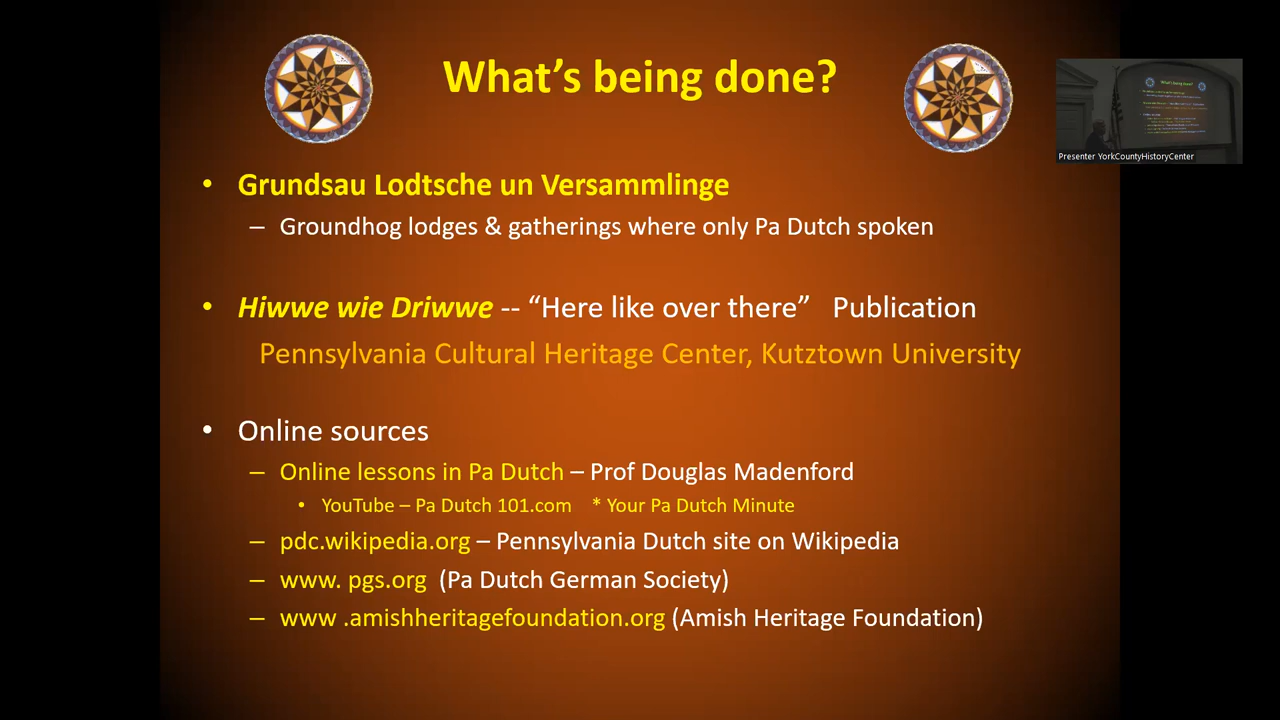 What's being done?
• Grundsau Lodtsche un Versammlinge
– Groundhog lodges & gatherings where only Pa Dutch spoken
• Hiwwe wie Driwwe -- “Here like over there” Publication
Pennsylvania Cultural Heritage Center, Kutztown University
• Online sources
– Online lessons in Pa Dutch – Prof Douglas Madenford
• YouTube – Pa Dutch 101.com * Your Pa Dutch Minute
– pdc.wikipedia.org – Pennsylvania Dutch site on Wikipedia
– www. pgs.org (Pa Dutch German Society)
– www .amishheritagefoundation.org (Amish Heritage Foundation)
What's being done?
Presenter YorkCountyHistoryCenter